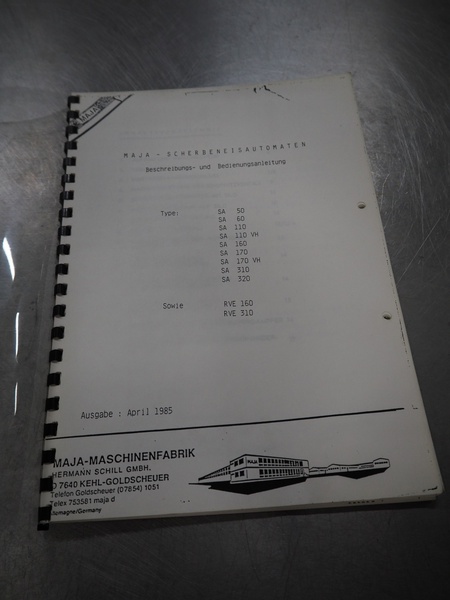 MAJA
MAJA - SCHERBENEISAUTOMATEN
Beschreibungs- und Bedienungsanleitung
Type: SA 50
SA 60
SA 110
SA 110 VH
SA 160
SA 170
SA 170 VH
SA 310
SA 320
Sowie RVE 160
RVE 310
Ausgabe : April 1985
MAJA-MASCHINENFABRIK
HERMANN SCHILL GMBH.
D 7640 KEHL-GOLDSCHEUER
Telefon Goldscheuer (07854) 1051
Telex 753581 maja d
/Germany
MAJA